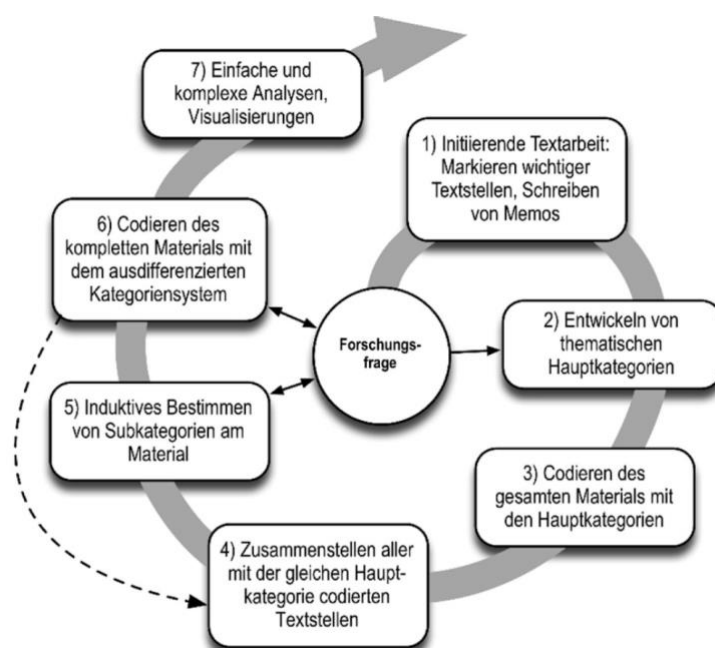 Forschungs-
frage
1) Initiierende Textarbeit:
Markieren wichtiger
Textstellen, Schreiben
von Memos
2) Entwickeln von
thematischen
Hauptkategorien
3) Codieren des
gesamten Materials mit
den Hauptkategorien
4) Zusammenstellen aller
mit der gleichen Haupt-
kategorie codierten
Textstellen
5) Induktives Bestimmen
von Subkategorien am
Material
6) Codieren des
kompletten Materials mit
dem ausdifferenzierten
Kategoriensystem
7) Einfache und
komplexe Analysen,
Visualisierungen